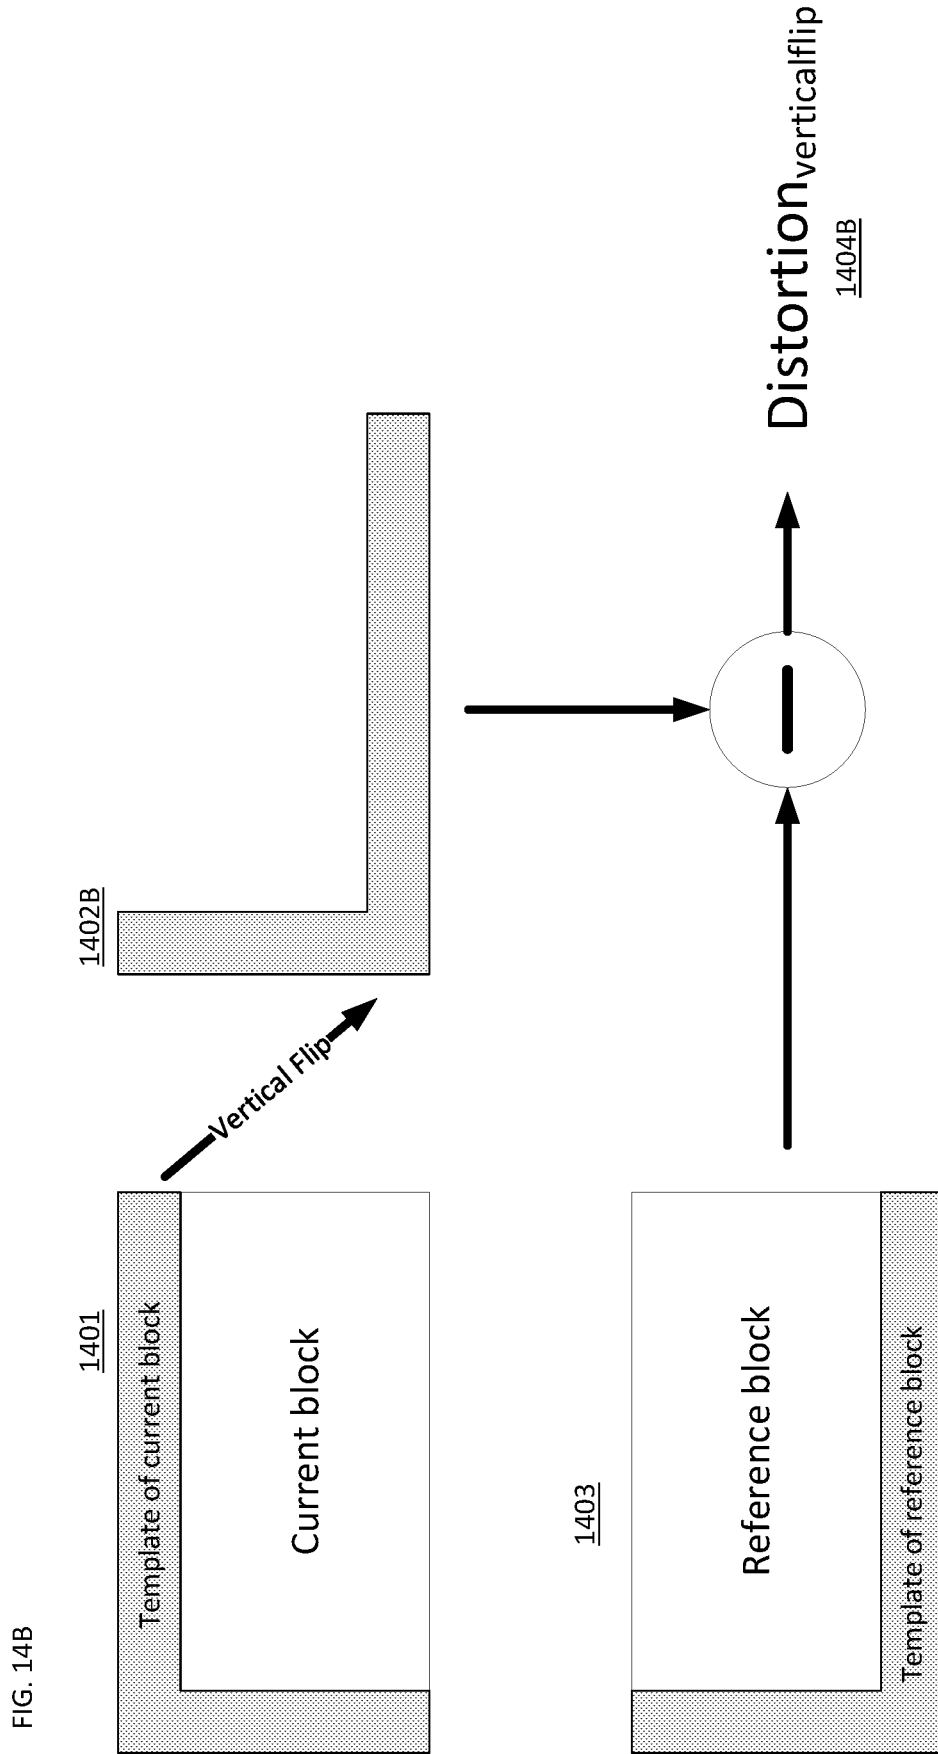 FIG. 14B
1401
Template of current block
Current block
Vertical Flip
1402B
1403
Reference block
Template of reference block
Distortionverticalflip
1404B